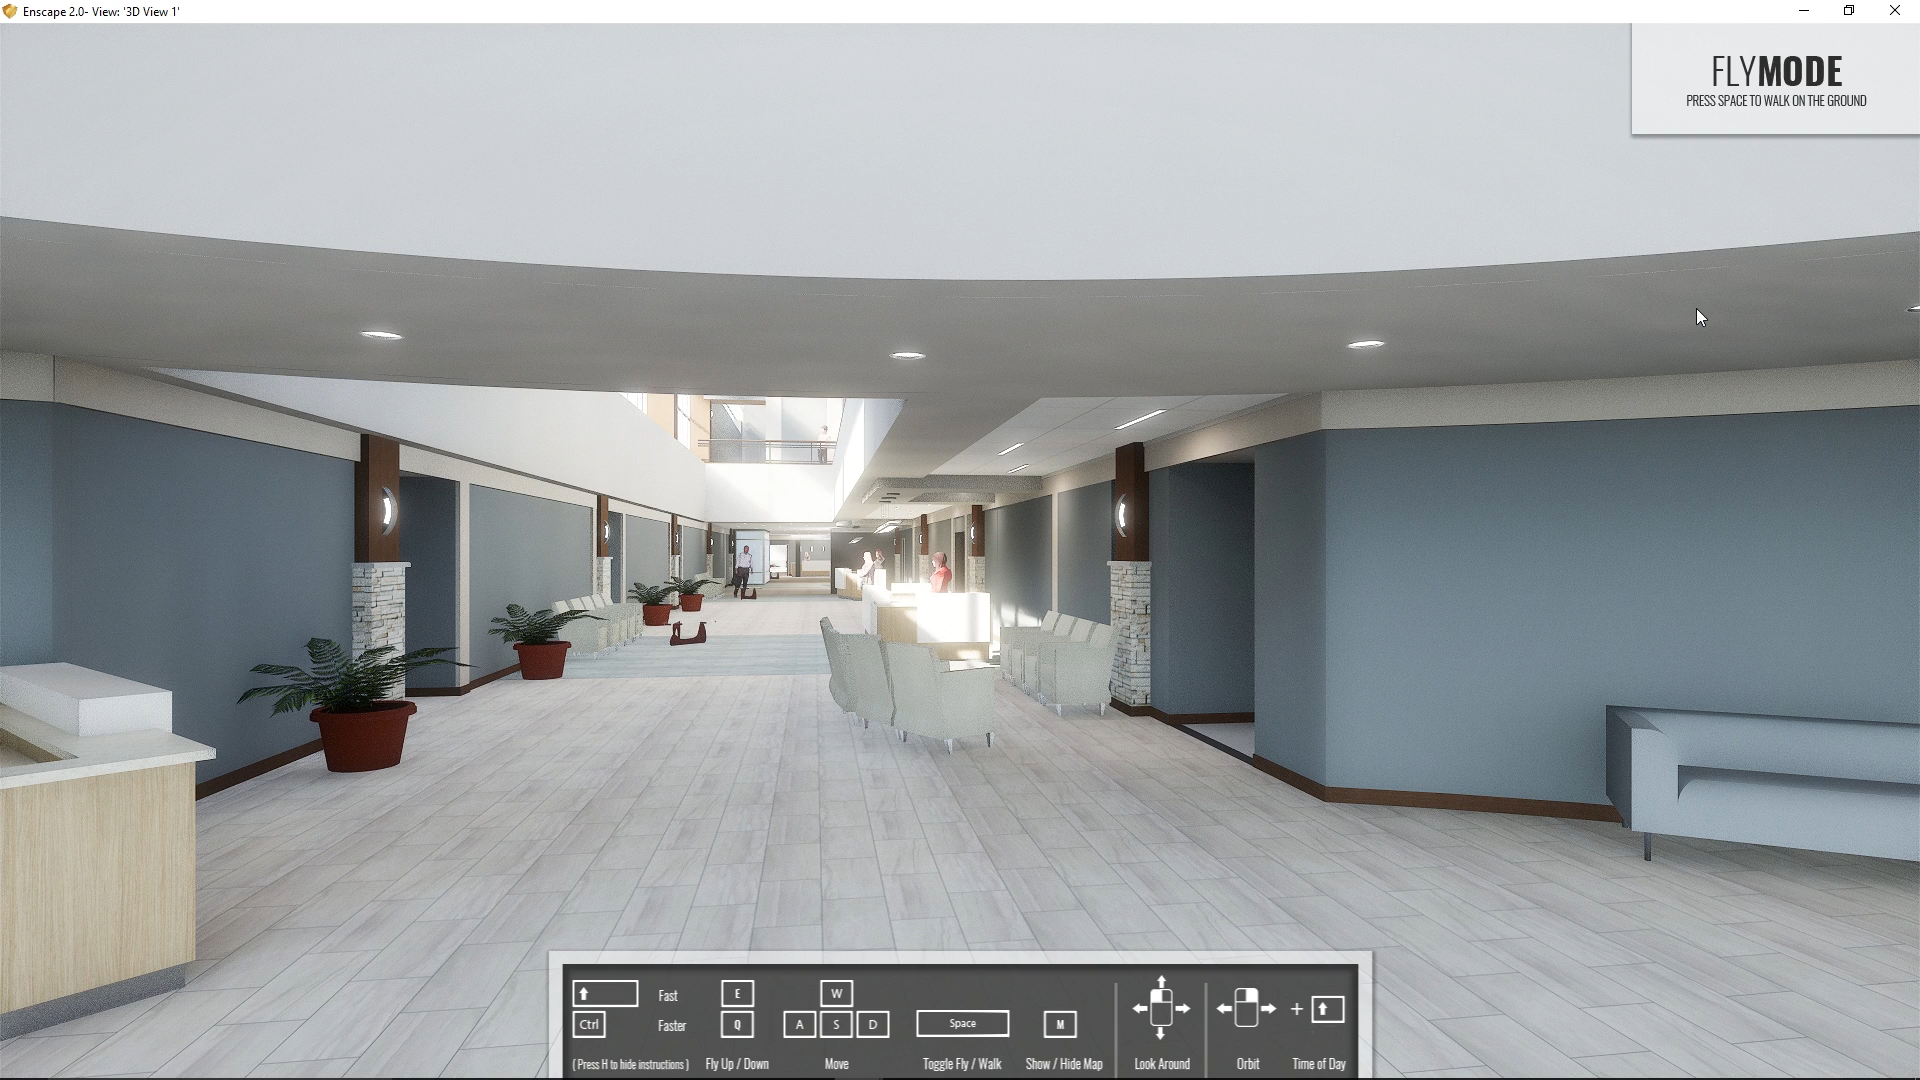 Enscape 2.0- View: '3D View 1'
FLYMODE
PRESS SPACE TO WALK ON THE GROUND
Fast
E
W
Ctrl
Faster
Q
A
S
D
Space
M
+
( Press H to hide instructions )
Fly Up / Down
Move
Toggle Fly / Walk
Show / Hide Map
Look Around
Orbit
Time of Day